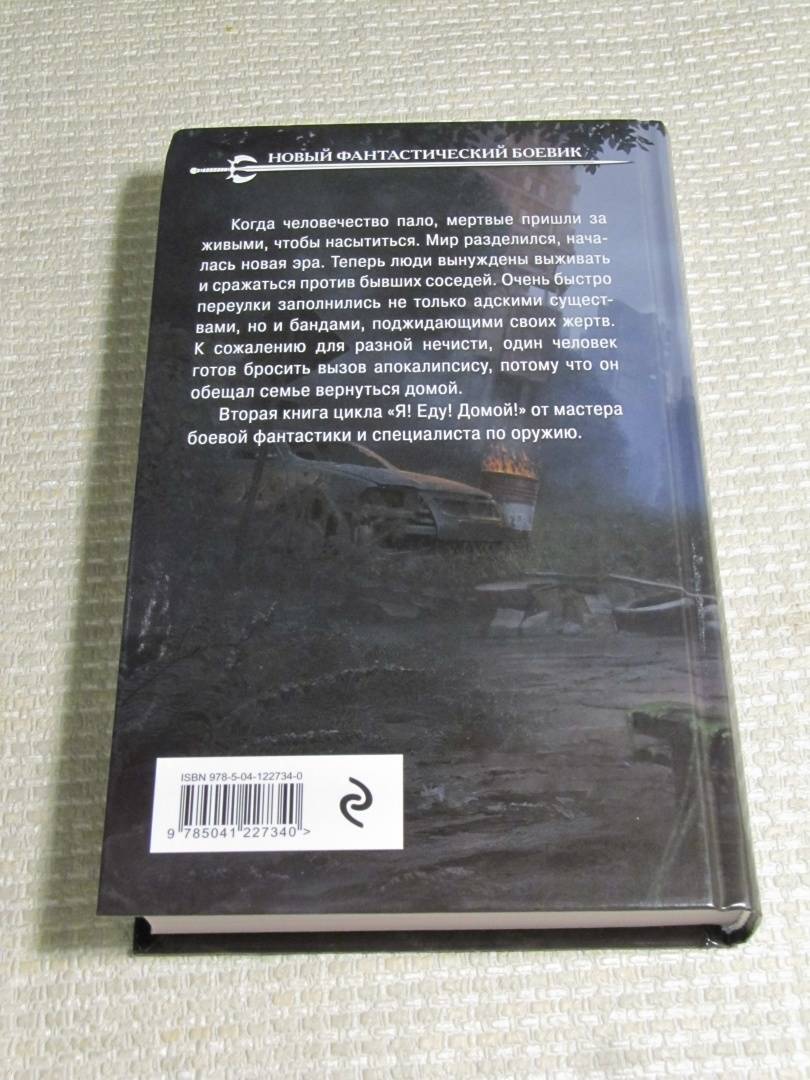 НОВЫЙ ФАНТАСТИЧЕСКИЙ БОЕВИК
Когда человечество пало, мертвые пришли за
живыми, чтобы насытиться. Мир разделился, нача-
лась новая эра. Теперь люди вынуждены выживать
и сражаться против бывших соседей. Очень быстро
переулки заполнились не только адскими сущест-
вами, но и бандами, поджидающими своих жертв.
К сожалению для разной нечисти, один человек
готов бросить вызов апокалипсису, потому что он
обещал семье вернуться домой.
Вторая книга цикла «Я! Еду! Домой!» от мастера
боевой фантастики и специалиста по оружию.
ISBN 978-5-04-122734-0
9 785041 227340 >